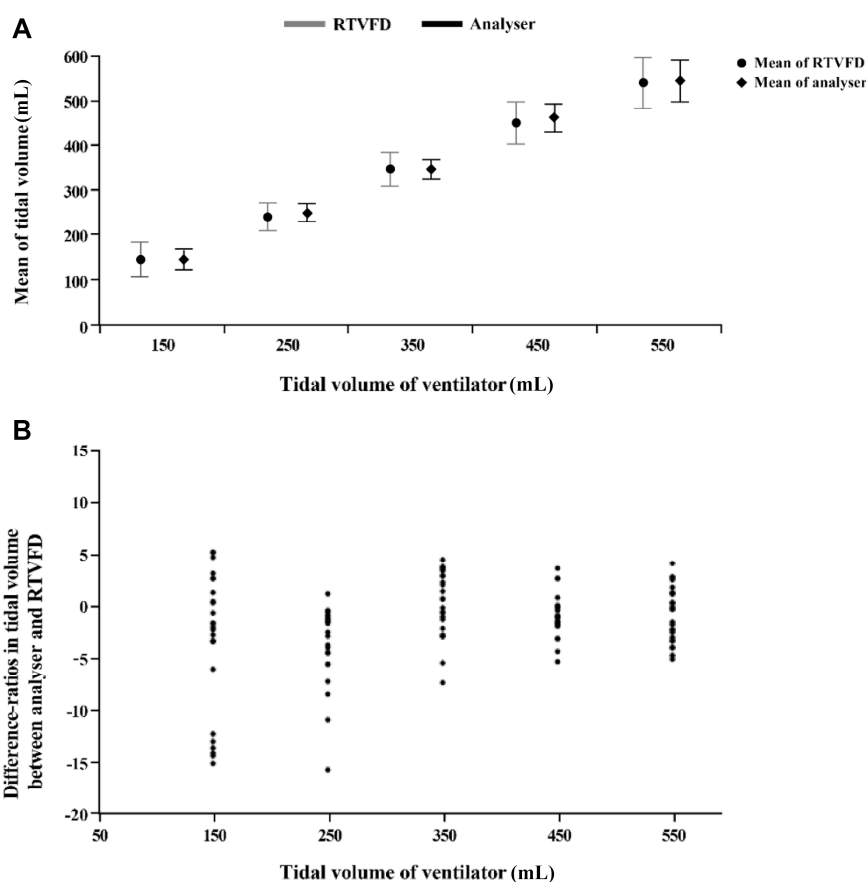 A
RTVFD Analyser
Mean of RTVFD
Mean of analyser
Mean of tidal volume (mL)
600
500
400
300
200
100
0
150 250 350 450 550
Tidal volume of ventilator (mL)
B
Difference-ratios in tidal volume
between analyser and RTVFD
15
10
5
0
-5
-10
-15
-20
50 150 250 350 450 550
Tidal volume of ventilator (mL)